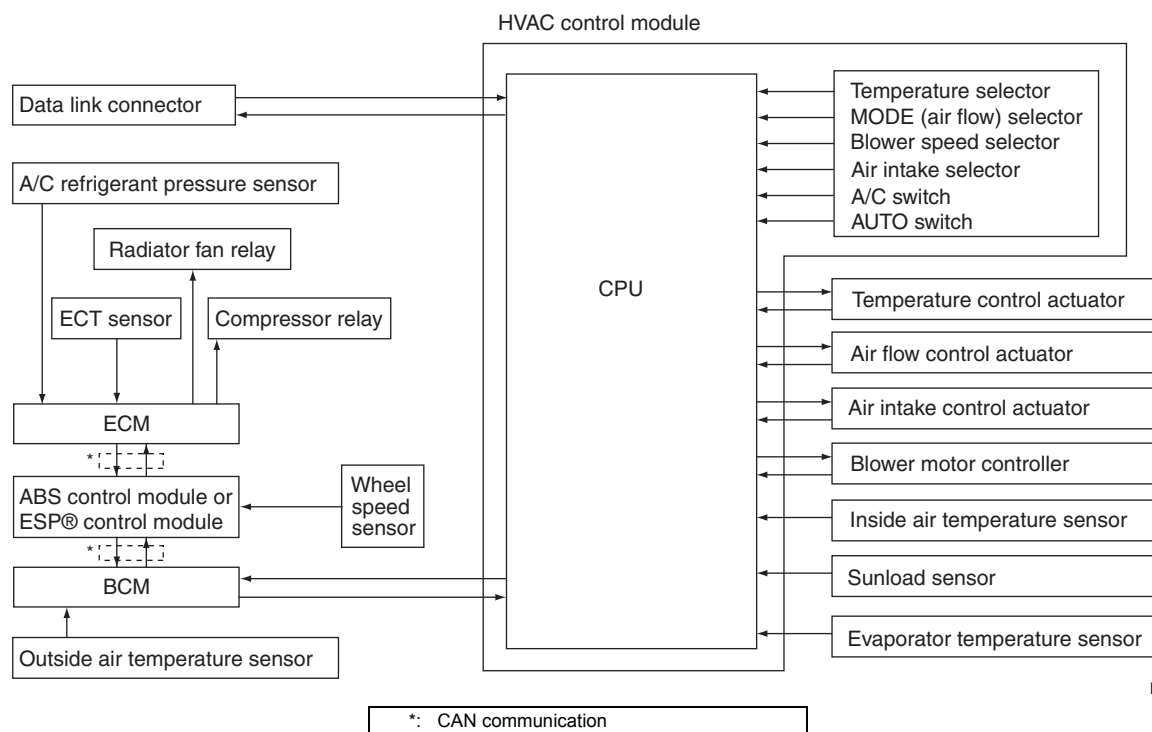 HVAC control module
Data link connector
A/C refrigerant pressure sensor
Radiator fan relay
ECT sensor
Compressor relay
ECM
*
ABS control module or
ESP® control module
Wheel
speed
sensor
*
BCM
Outside air temperature sensor
CPU
Temperature selector
MODE (air flow) selector
Blower speed selector
Air intake selector
A/C switch
AUTO switch
Temperature control actuator
Air flow control actuator
Air intake control actuator
Blower motor controller
Inside air temperature sensor
Sunload sensor
Evaporator temperature sensor
*: CAN communication